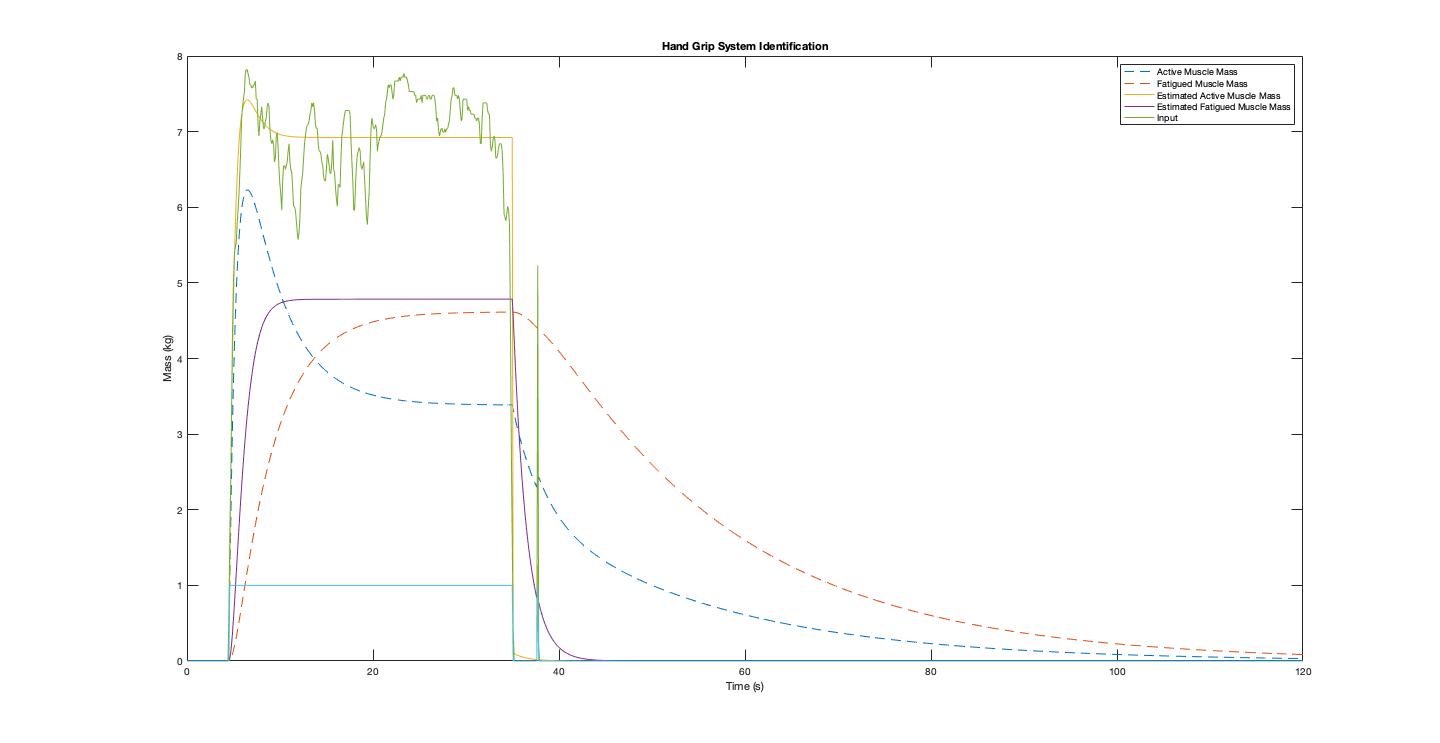 Hand Grip System Identification
8
7
6
5
4
3
2
1
0
Mass (kg)
Active Muscle Mass
Fatigued Muscle Mass
Estimated Active Muscle Mass
Estimated Fatigued Muscle Mass
Input
0 20 40 60 80 100 120
Time (s)